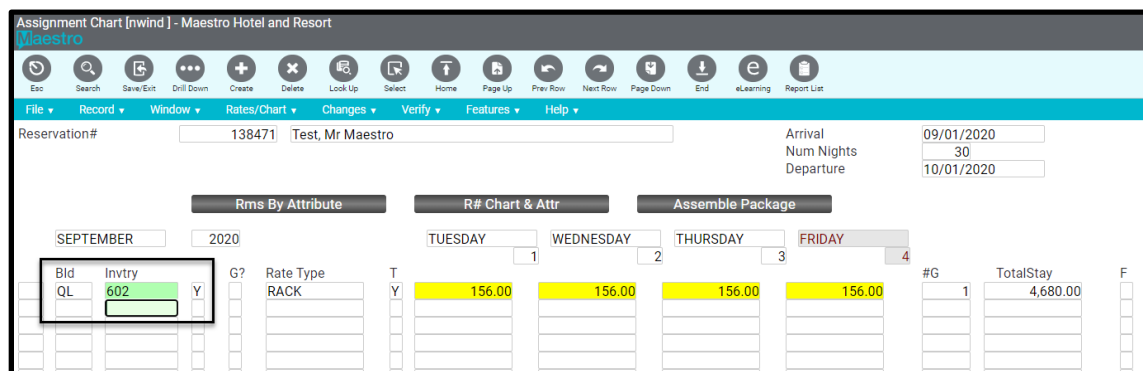 Assignment Chart [nwind ] - Maestro Hotel and Resort
Maestro
Esc Search Save/Exit Drill Down Create Delete Look Up Select Home Page Up Prev Row Next Row Page Down End eLearning Report List
File Record Window Rates/Chart Changes Verify Features Help
Reservation# 138471 Test, Mr Maestro Arrival 09/01/2020
Num Nights 30
Departure 10/01/2020
Rms By Attribute R# Chart & Attr Assemble Package
SEPTEMBER 2020 TUESDAY WEDNESDAY THURSDAY FRIDAY
1 2 3 4
Bld Invtry G? Rate Type T #G TotalStay F
QL 602 Y RACK Y 156.00 156.00 156.00 156.00 1 4,680.00